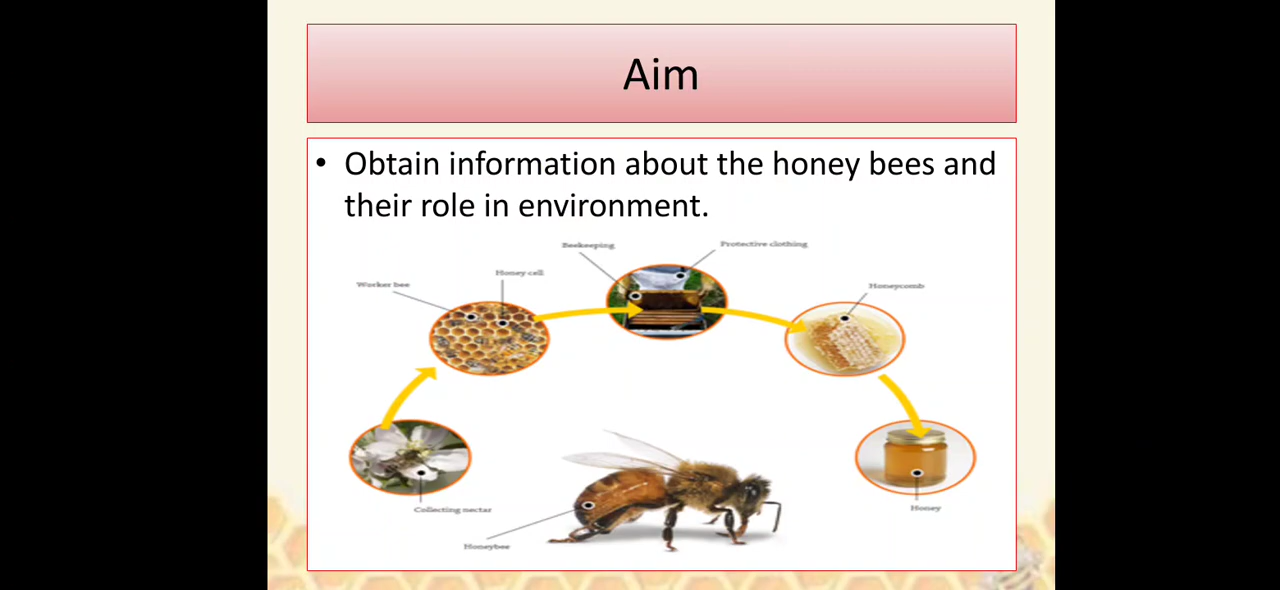 Aim
• Obtain information about the honey bees and
their role in environment.
Beekeeping
Protective clothing
Honey cell
Worker bee
Honeycomb
Collecting nectar
Honey
Honeybee